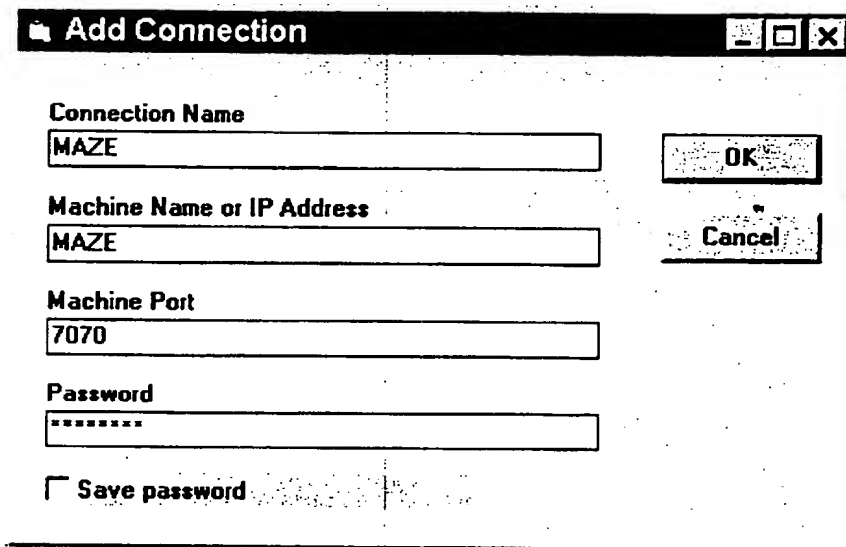 Add Connection
Connection Name
MAZE
OK
Machine Name or IP Address
MAZE
Cancel
Machine Port
7070
Password
********
Save password